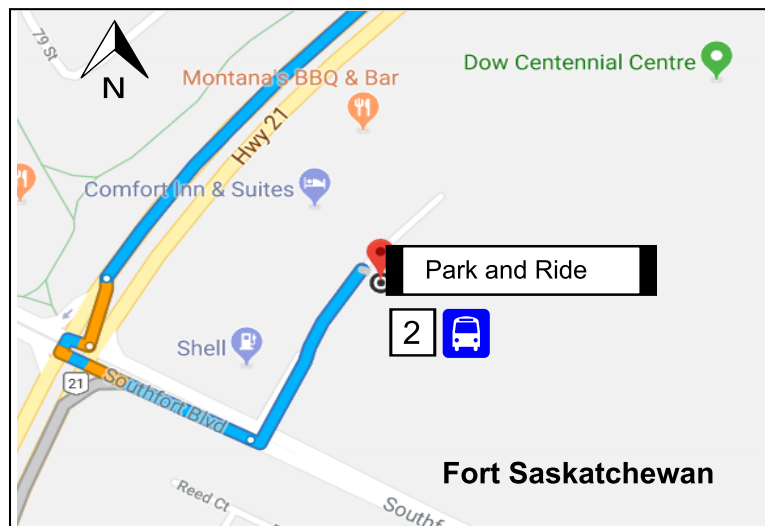 79 St
N
Montana's BBQ & Bar
Dow Centennial Centre
Hwy 21
Comfort Inn & Suites
Park and Ride
2
Shell
21
Southfort Blvd
Fort Saskatchewan
Reed Ct
Southf